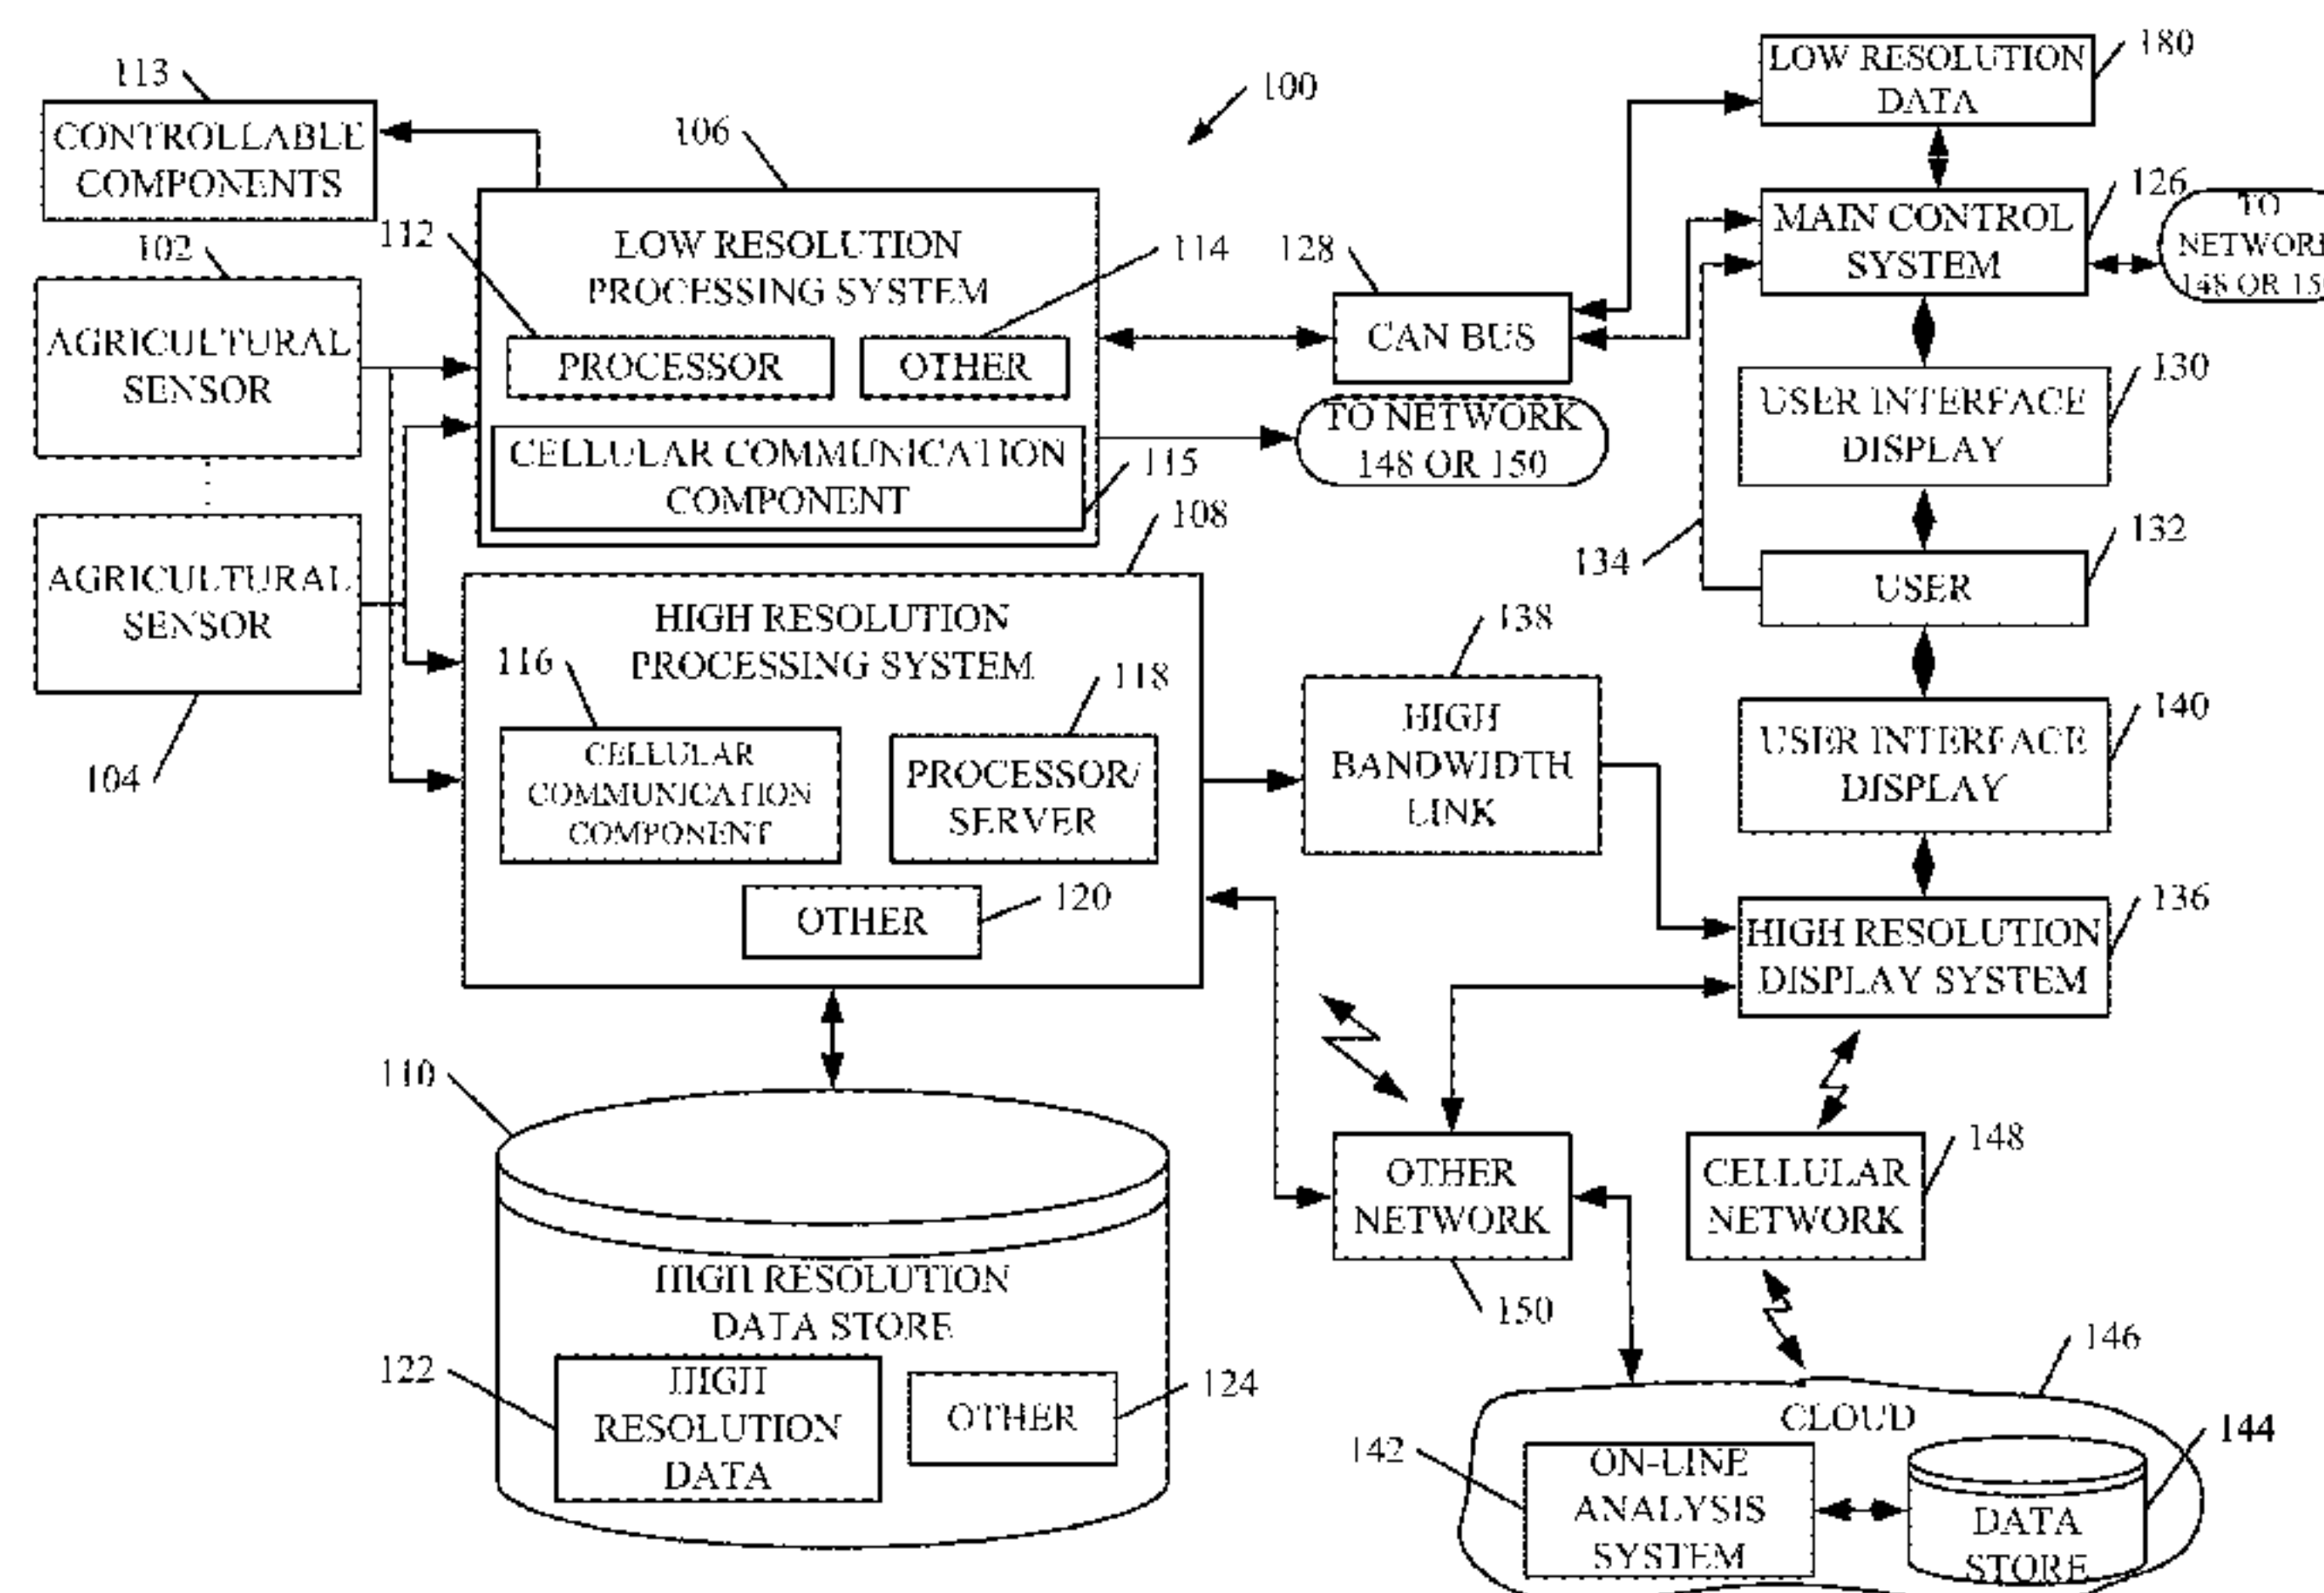 113
CONTROLLABLE
COMPONENTS
102
AGRICULTURAL
SENSOR
AGRICULTURAL
SENSOR
104
100
106
112
LOW RESOLUTION
PROCESSING SYSTEM
114
PROCESSOR
OTHER
CELLULAR COMMUNICATION
COMPONENT
115
108
HIGH RESOLUTION
PROCESSING SYSTEM
116
118
CELLULAR
COMMUNICATION
COMPONENT
PROCESSOR/
SERVER
OTHER
120
110
HIGH RESOLUTION
DATA STORE
122
HIGH
RESOLUTION
DATA
OTHER
124
128
CAN BUS
TO NETWORK
148 OR 150
138
HIGH
BANDWIDTH
LINK
180
LOW RESOLUTION
DATA
126
MAIN CONTROL
SYSTEM
TO
148 OR
130
USER INTERFACE
DISPLAY
132
134
USER
140
USER INTERFACE
DISPLAY
136
HIGH RESOLUTION
DISPLAY SYSTEM
OTHER
NETWORK
150
CELLULAR
NETWORK
148
146
CLOUD
142
ON-LINE
ANALYSIS
SYSTEM
144
DATA
STORE